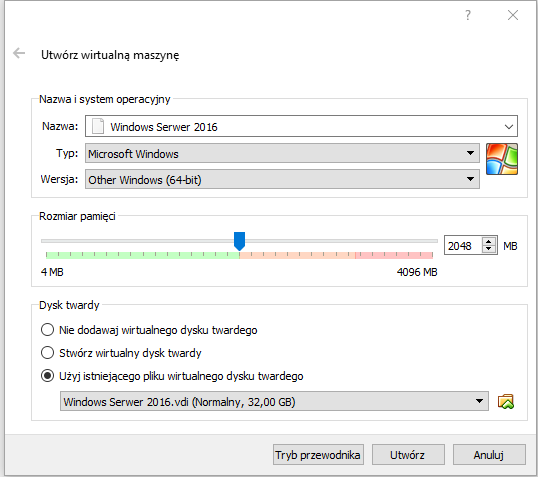 ?
Utwórz wirtualną maszynę
Nazwa i system operacyjny
Nazwa: Windows Serwer 2016
Typ: Microsoft Windows
Wersja: Other Windows (64-bit)
Rozmiar pamięci
2048 MB
4 MB 4096 MB
Dysk twardy
Nie dodawaj wirtualnego dysku twardego
Stwórz wirtualny dysk twardy
Użyj istniejącego pliku wirtualnego dysku twardego
Windows Serwer 2016.vdi (Normalny, 32,00 GB)
Tryb przewodnika Utwórz Anuluj